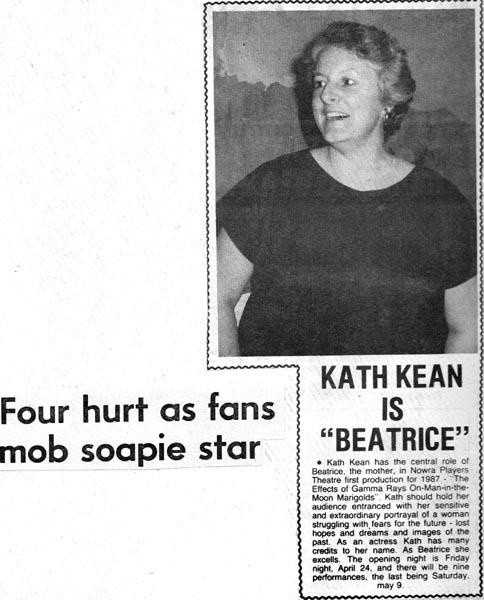 Four hurt as fans
mob soapie star
KATH KEAN
IS
“BEATRICE”
• Kath Kean has the central role of
Beatrice, the mother, in Nowra Players
Theatre first production for 1987 - "The
Effects of Gamma Rays On-Man-in-the-
Moon Marigolds". Kath should hold her
audience entranced with her sensitive
and extraordinary portrayal of a woman
struggling with fears for the future - lost
hopes and dreams and images of the
past. As an actress Kath has many
credits to her name. As Beatrice she
excells. The opening night is Friday
night, April 24, and there will be nine
performances, the last being Saturday,
may 9.